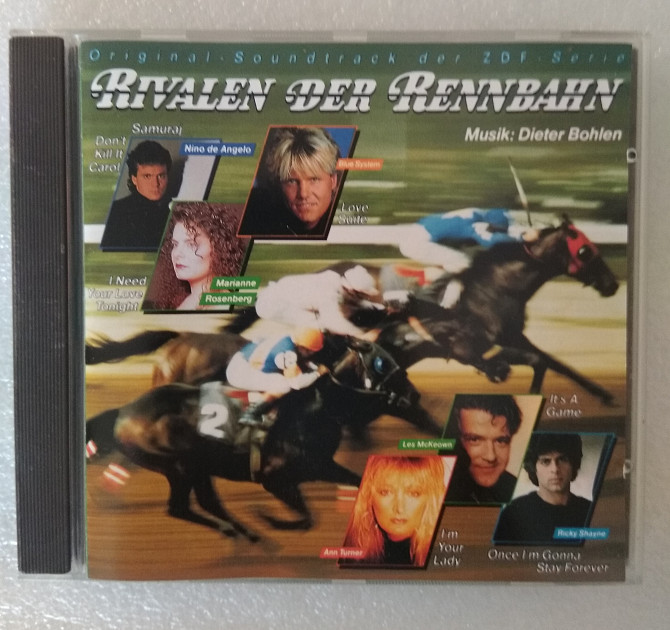 Original-Soundtrack der ZDF-Serie
RIVALEN DER RENNBAHN
Musik: Dieter Bohlen
Samuraj
Don't
Kill It
Carol
Nino de Angelo
Blue System
Love
Suite
I Need
Your Love
Tonight
Marianne
Rosenberg
2
It's A
Game
Les McKeown
Ricky Shayne
Once I'm Gonna
Stay Forever
I'm
Your
Lady
Ann Turner